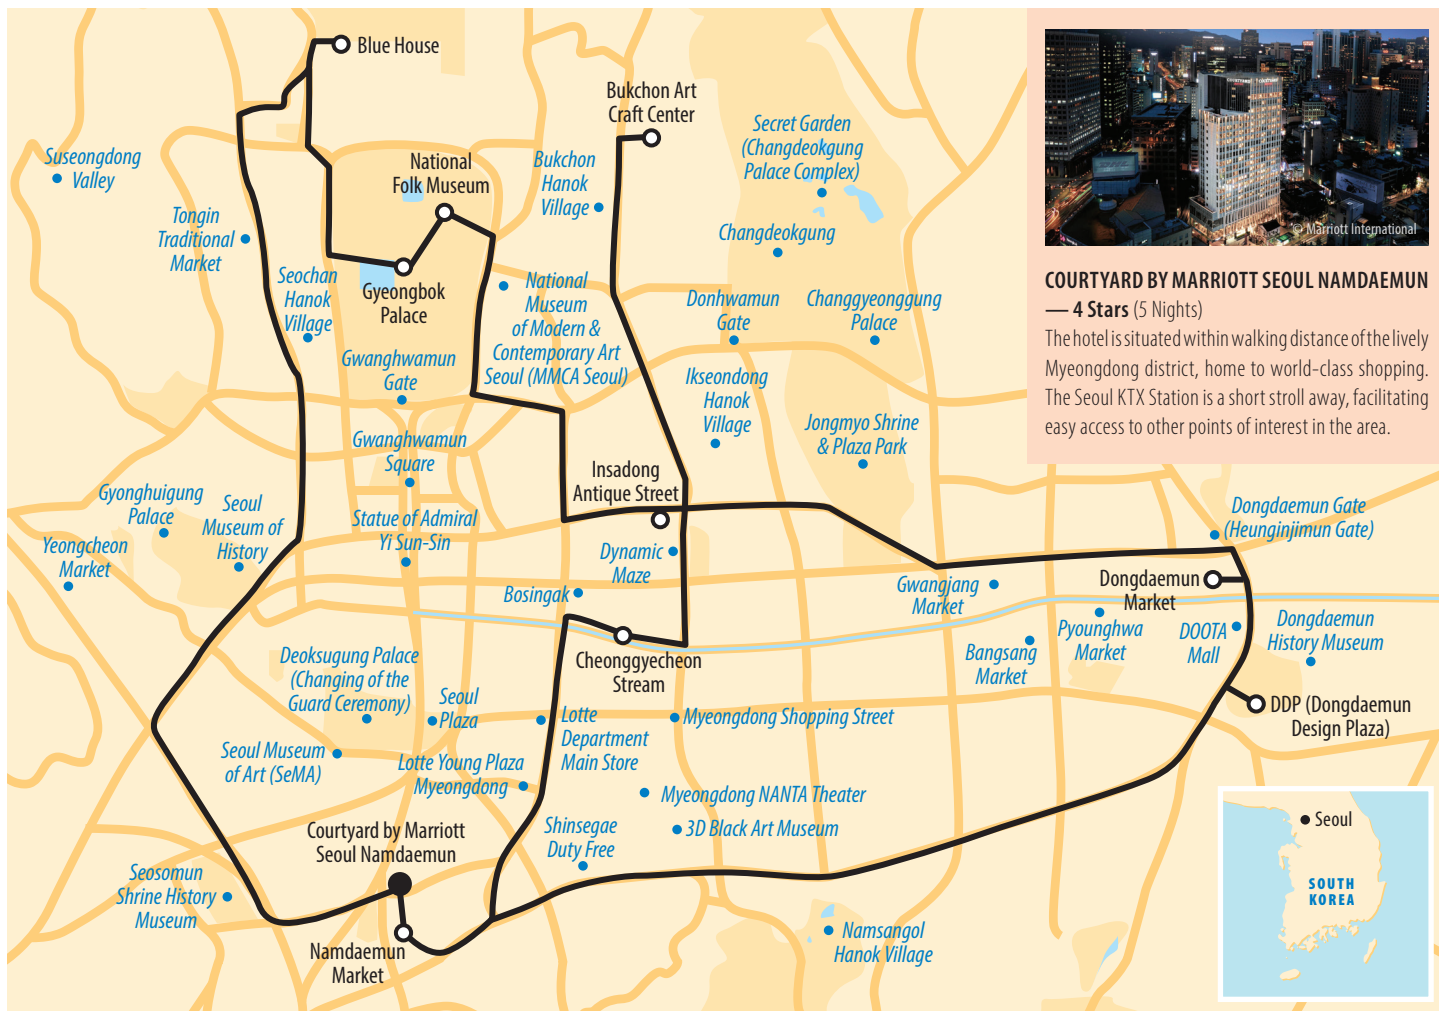 Blue House
Bukchon Art
Craft Center
Secret Garden
(Changdeokgung
Palace Complex)
Suseongdong
Valley
National
Folk Museum
Bukchon
Hanok
Village
Tongin
Traditional
Market
Changdeokgung
© Marriott International
COURTYARD BY MARRIOTT SEOUL NAMDAEMUN
— 4 Stars (5 Nights)
The hotel is situated within walking distance of the lively
Myeongdong district, home to world-class shopping.
The Seoul KTX Station is a short stroll away, facilitating
easy access to other points of interest in the area.
Seochan
Hanok
Village
Gyeongbok
Palace
National
Museum
of Modern &
Contemporary Art
Seoul (MMCA Seoul)
Donhwamun
Gate
Changgyeonggung
Palace
Gwanghwamun
Gate
Ikseondong
Hanok
Village
Jongmyo Shrine
& Plaza Park
Gwanghwamun
Square
Insadong
Antique Street
Gyonghuigung
Palace
Seoul
Museum of
History
Statue of Admiral
Yi Sun-Sin
Dongdaemun Gate
(Heunginjimun Gate)
Yeongcheon
Market
Dynamic
Maze
Bosingak
Gwangjang
Market
Dongdaemun
Market
Cheonggyecheon
Stream
Bangsang
Market
Pyounghwa
Market
DOOTA
Mall
Dongdaemun
History Museum
Deoksugung Palace
(Changing of the
Guard Ceremony)
Seoul
Plaza
Lotte
Department
Main Store
Myeongdong Shopping Street
DDP (Dongdaemun
Design Plaza)
Seoul Museum
of Art (SeMA)
Lotte Young Plaza
Myeongdong
Myeongdong NANTA Theater
3D Black Art Museum
Courtyard by Marriott
Seoul Namdaemun
Shinsegae
Duty Free
Seosomun
Shrine History
Museum
Namdaemun
Market
Namsangol
Hanok Village
Seoul
SOUTH
KOREA